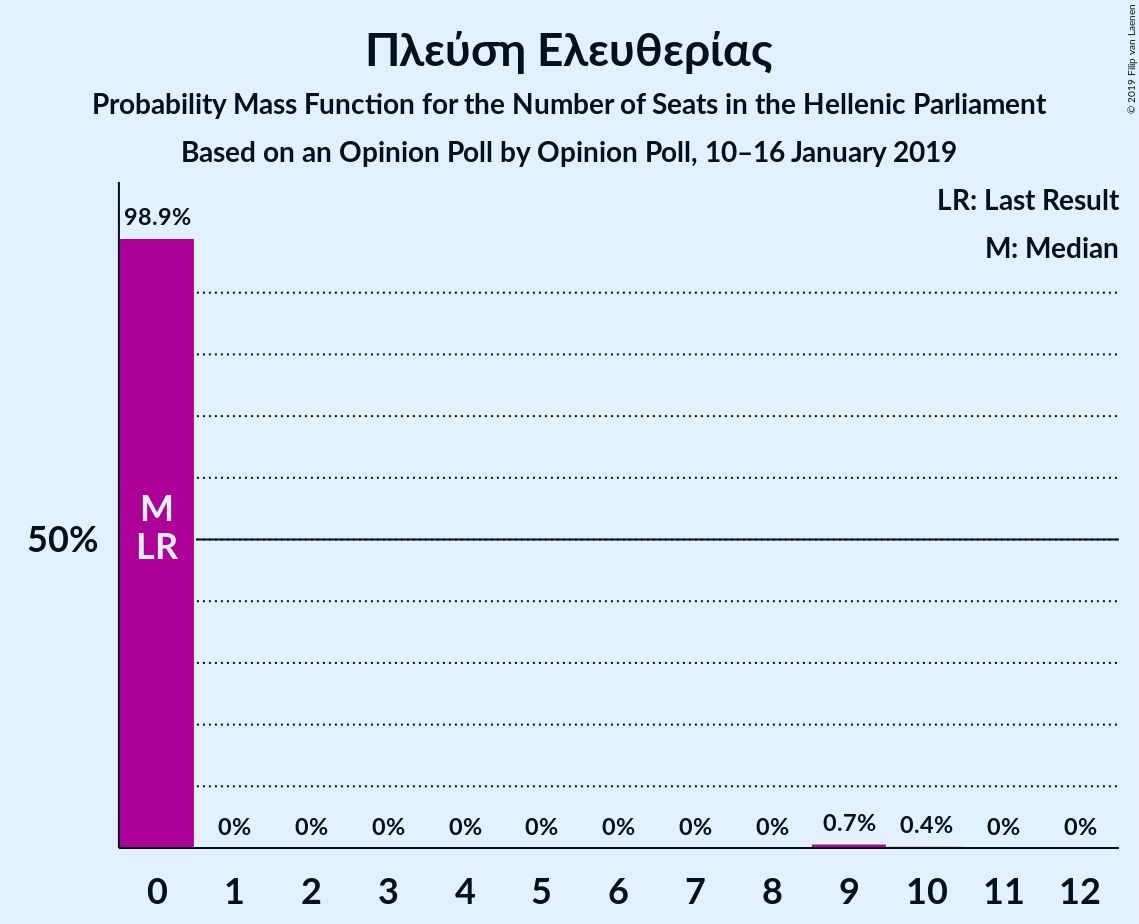 Πλεύση Ελευθερίας
Probability Mass Function for the Number of Seats in the Hellenic Parliament
Based on an Opinion Poll by Opinion Poll, 10–16 January 2019
© 2019 Filip van Laenen
LR: Last Result
M: Median
98.9%
M
LR
50%
0% 0% 0% 0% 0% 0% 0% 0% 0.7% 0.4% 0% 0%
0 1 2 3 4 5 6 7 8 9 10 11 12